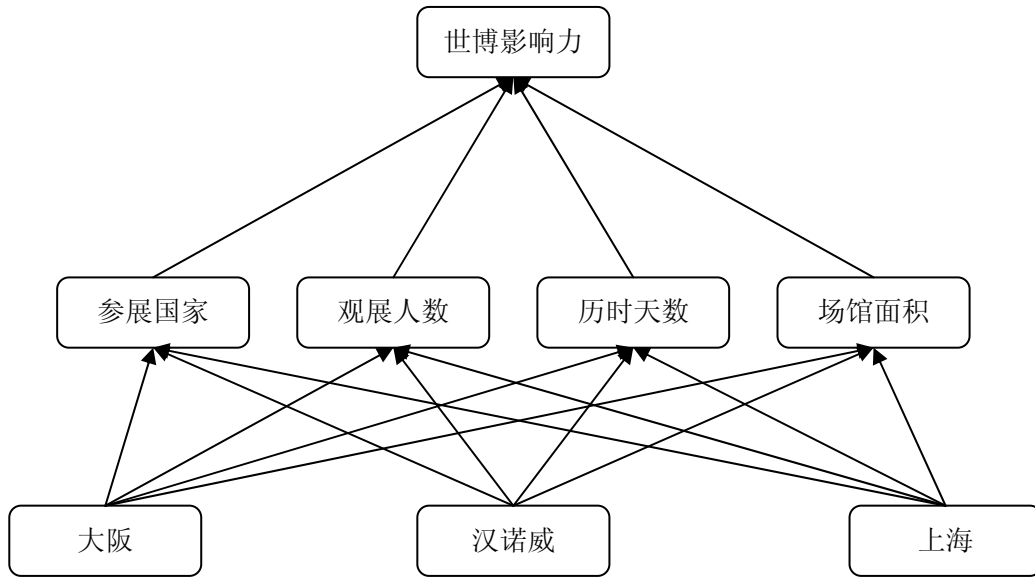 世博影响力
参展国家
观展人数
历时天数
场馆面积
大阪
汉诺威
上海